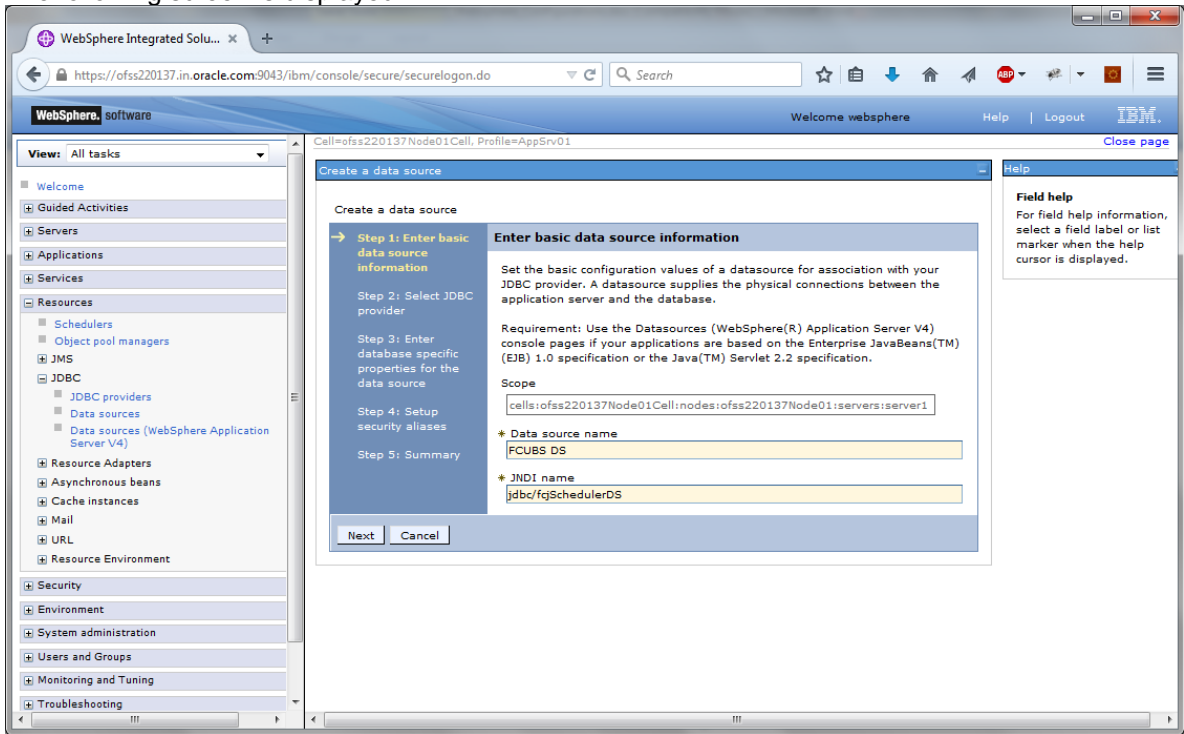 WebSphere Integrated Solu... × +
https://ofss220137.in.oracle.com:9043/ibm/console/secure/securelogon.do Search ABP
WebSphere. software Welcome websphere Help | Logout IBM.
Cell=ofss220137Node01Cell, Profile=AppSrv01 Close page
View: All tasks
Welcome
Guided Activities
Servers
Applications
Services
Resources
Schedulers
Object pool managers
JMS
JDBC
JDBC providers
Data sources
Data sources (WebSphere Application
Server V4)
Resource Adapters
Asynchronous beans
Cache instances
Mail
URL
Resource Environment
Security
Environment
System administration
Users and Groups
Monitoring and Tuning
Troubleshooting
Create a data source
Create a data source
Step 1: Enter basic
data source
information
Step 2: Select JDBC
provider
Step 3: Enter
database specific
properties for the
data source
Step 4: Setup
security aliases
Step 5: Summary
Enter basic data source information
Set the basic configuration values of a datasource for association with your
JDBC provider. A datasource supplies the physical connections between the
application server and the database.
Requirement: Use the Datasources (WebSphere(R) Application Server V4)
console pages if your applications are based on the Enterprise JavaBeans(TM)
(EJB) 1.0 specification or the Java(TM) Servlet 2.2 specification.
Scope
cells:ofss220137Node01Cell:nodes:ofss220137Node01:servers:server1
* Data source name
FCUBS DS
* JNDI name
jdbc/fcjSchedulerDS
Next Cancel
Help
Field help
For field help information,
select a field label or list
marker when the help
cursor is displayed.